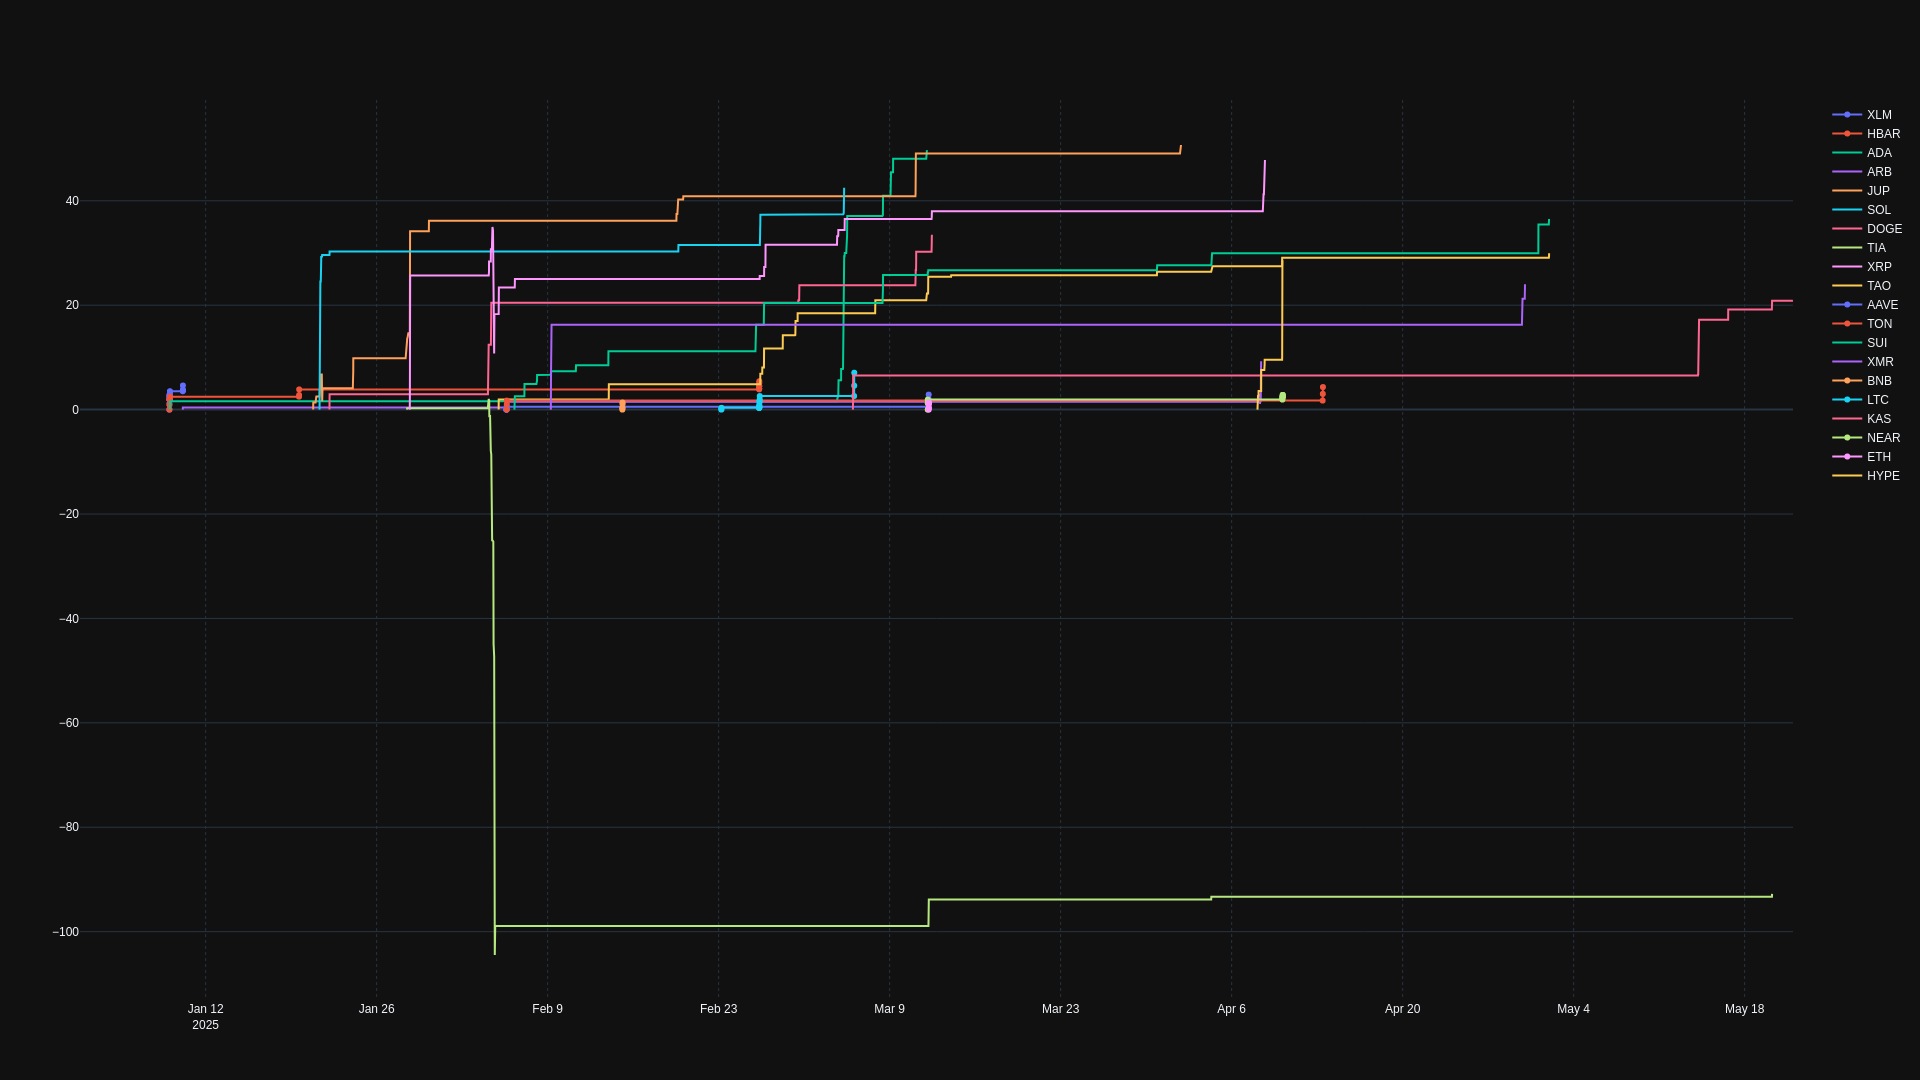 40
20
0
−20
−40
−60
−80
−100
Jan 12
2025
Jan 26
Feb 9
Feb 23
Mar 9
Mar 23
Apr 6
Apr 20
May 4
May 18
XLM
HBAR
ADA
ARB
JUP
SOL
DOGE
TIA
XRP
TAO
AAVE
TON
SUI
XMR
BNB
LTC
KAS
NEAR
ETH
HYPE